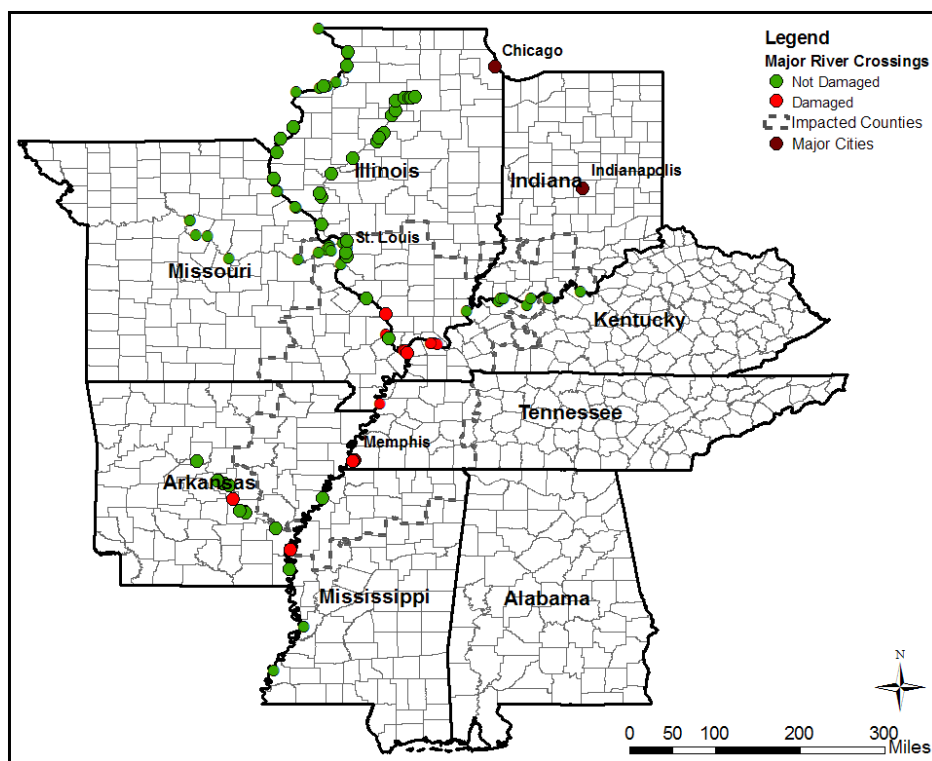 Chicago
Legend
Major River Crossings
Not Damaged
Damaged
Impacted Counties
Major Cities
Illinois
Indiana
Indianapolis
St. Louis
Missouri
Kentucky
Tennessee
Memphis
Arkansas
Mississippi
Alabama
N
0 50 100 200 300
Miles